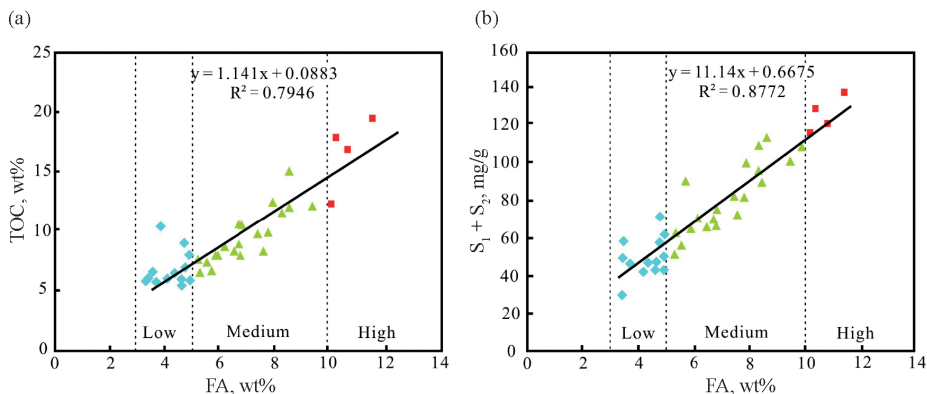 (a)
(b)
TOC, wt%
25
20
15
10
5
0
y = 1.141x + 0.0883
R² = 0.7946
Low
Medium
High
0 2 4 6 8 10 12 14
FA, wt%
S₁ + S₂, mg/g
160
140
120
100
80
60
40
20
0
y = 11.14x + 0.6675
R² = 0.8772
Low
Medium
High
0 2 4 6 8 10 12 14
FA, wt%